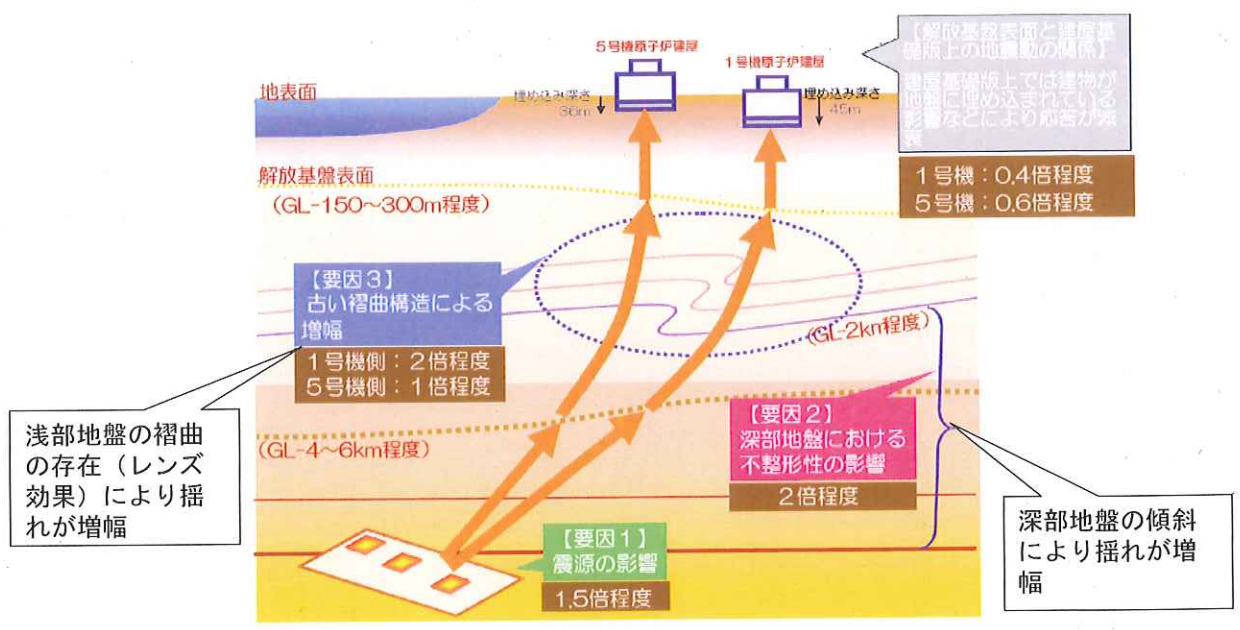 5号機原子炉建屋
1号機原子炉建屋
【解放基盤表面と建屋基
礎版上の地震動の関係】
建屋基礎版上では建物が
地盤に埋め込まれている
影響などにより応答が減
衰
1号機：0.4倍程度
5号機：0.6倍程度
地表面
埋め込み深さ
36m
埋め込み深さ
45m
解放基盤表面
(GL-150～300m程度)
【要因3】
古い褶曲構造による
増幅
1号機側：2倍程度
5号機側：1倍程度
(GL-2km程度)
【要因2】
深部地盤における
不整形性の影響
2倍程度
(GL-4～6km程度)
【要因1】
震源の影響
1.5倍程度
浅部地盤の褶曲
の存在（レンズ
効果）により揺
れが増幅
深部地盤の傾斜
により揺れが増
幅